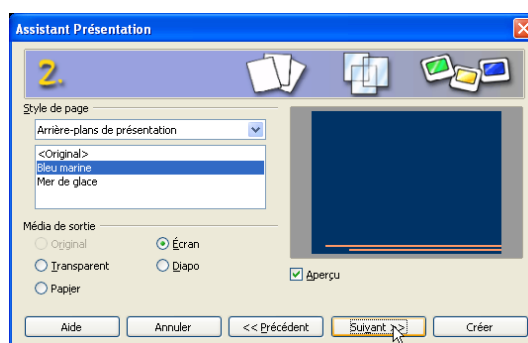 Assistant Présentation
2.
Style de page
Arrière-plans de présentation
<Original>
Bleu marine
Mer de glace
Média de sortie
Original
Écran
Transparent
Diapo
Papier
Aperçu
Aide
Annuler
<< Précédent
Suivant >>
Créer